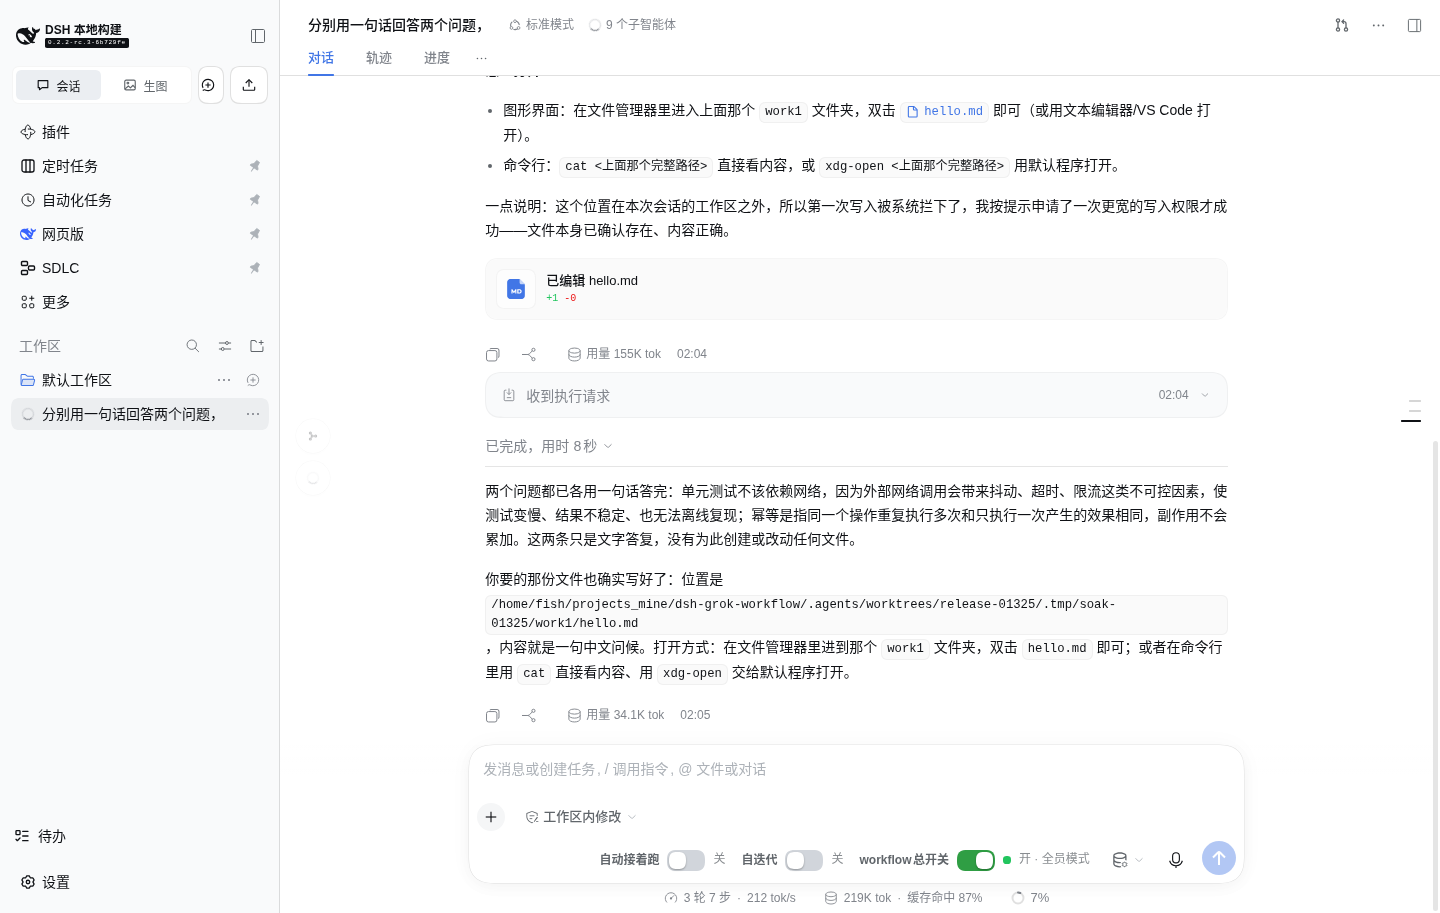 DSH 本地构建
0.2.2-rc.3-6b729fe
会话
生图
插件
定时任务
自动化任务
网页版
SDLC
更多
工作区
默认工作区
分别用一句话回答两个问题，
待办
设置
分别用一句话回答两个问题，
标准模式
9 个子智能体
对话
轨迹
进度
图形界面：在文件管理器里进入上面那个 work1 文件夹，双击 hello.md 即可（或用文本编辑器/VS Code 打
开）。
命令行：cat <上面那个完整路径> 直接看内容，或 xdg-open <上面那个完整路径> 用默认程序打开。
一点说明：这个位置在本次会话的工作区之外，所以第一次写入被系统拦下了，我按提示申请了一次更宽的写入权限才成
功——文件本身已确认存在、内容正确。
MD
已编辑 hello.md
+1 -0
用量 155K tok 02:04
收到执行请求
02:04
已完成，用时 8 秒
两个问题都已各用一句话答完：单元测试不该依赖网络，因为外部网络调用会带来抖动、超时、限流这类不可控因素，使
测试变慢、结果不稳定、也无法离线复现；幂等是指同一个操作重复执行多次和只执行一次产生的效果相同，副作用不会
累加。这两条只是文字答复，没有为此创建或改动任何文件。
你要的那份文件也确实写好了：位置是
/home/fish/projects_mine/dsh-grok-workflow/.agents/worktrees/release-01325/.tmp/soak-
01325/work1/hello.md
，内容就是一句中文问候。打开方式：在文件管理器里进到那个 work1 文件夹，双击 hello.md 即可；或者在命令行
里用 cat 直接看内容、用 xdg-open 交给默认程序打开。
用量 34.1K tok 02:05
发消息或创建任务，/ 调用指令，@ 文件或对话
工作区内修改
自动接着跑 关 自迭代 关 workflow 总开关 开 · 全员模式
3 轮 7 步 · 212 tok/s 219K tok · 缓存命中 87% 7%